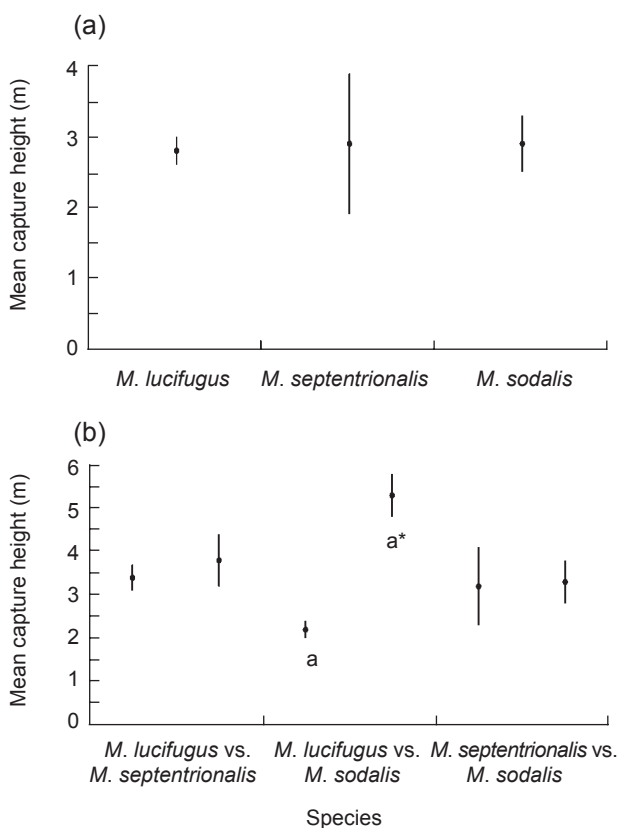 (a)
Mean capture height (m)
4
3
2
1
0
M. lucifugus
M. septentrionalis
M. sodalis
(b)
Mean capture height (m)
6
5
4
3
2
1
0
a
a*
M. lucifugus vs.
M. septentrionalis
M. lucifugus vs.
M. sodalis
M. septentrionalis vs.
M. sodalis
Species